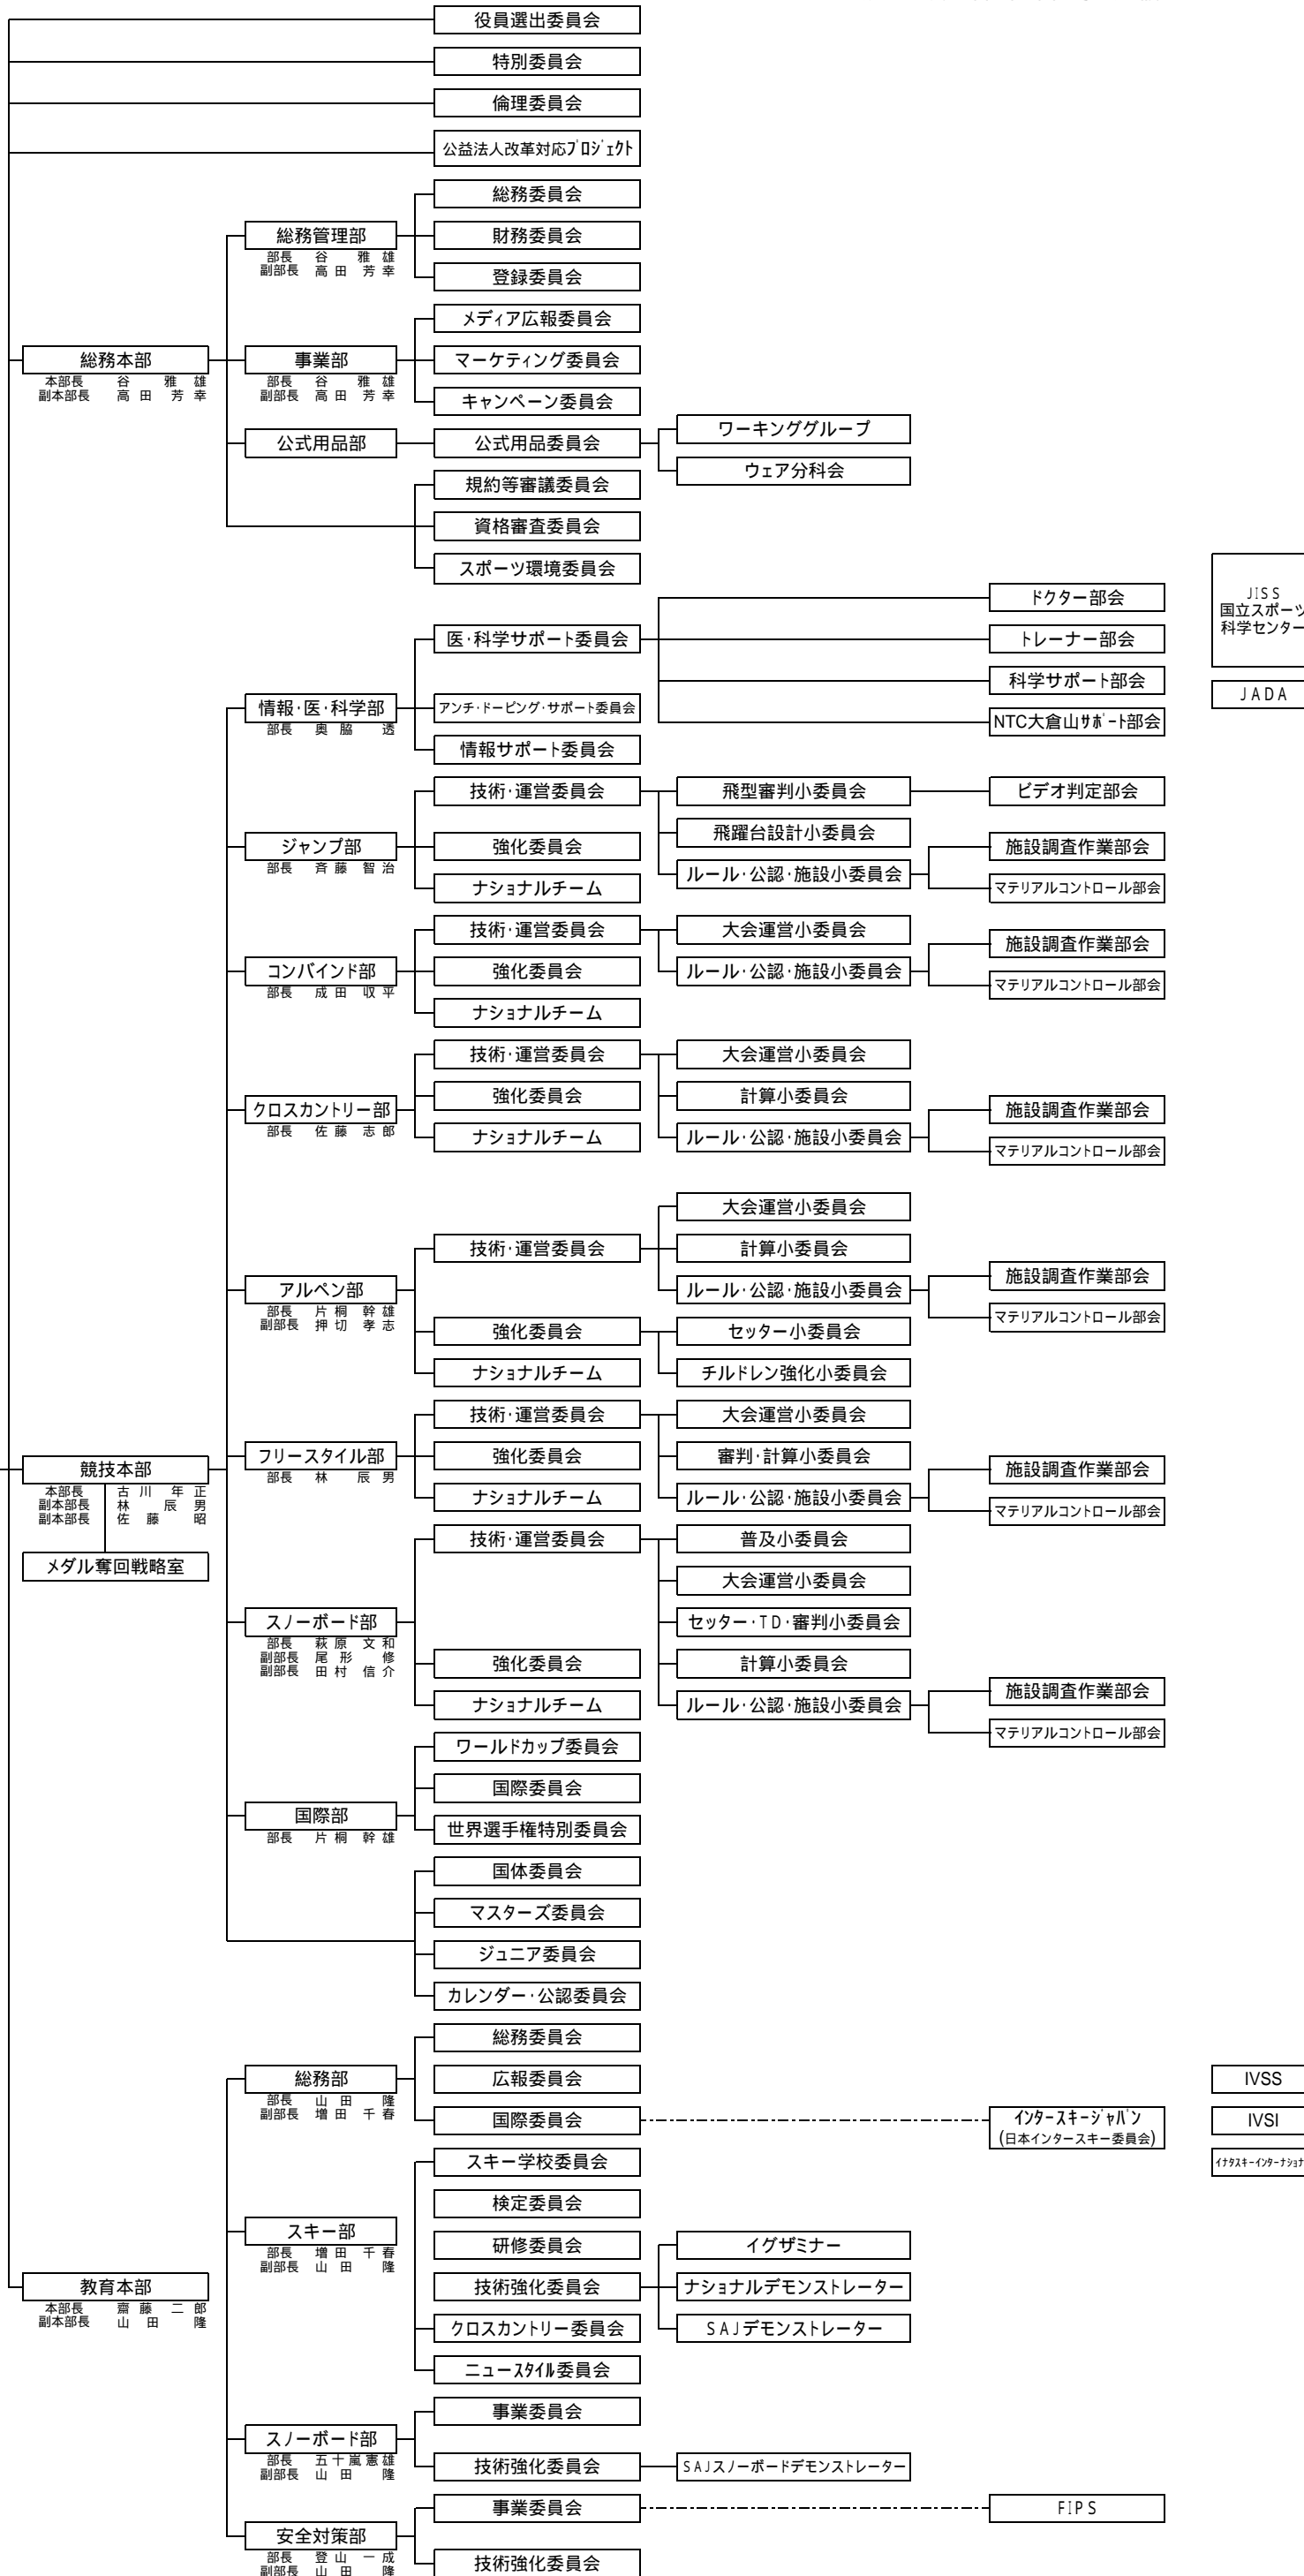 役員選出委員会
特別委員会
倫理委員会
公益法人改革対応ﾌﾟﾛｼﾞｪｸﾄ
総務委員会
総務管理部
部長 谷 雅雄
副部長 高田 芳幸
財務委員会
登録委員会
メディア広報委員会
総務本部
本部長 谷 雅雄
副本部長 高田 芳幸
事業部
部長 谷 雅雄
副部長 高田 芳幸
マーケティング委員会
キャンペーン委員会
公式用品部
公式用品委員会
ワーキンググループ
ウェア分科会
規約等審議委員会
資格審査委員会
スポーツ環境委員会
JISS
国立スポーツ
科学センター
JADA
医・科学サポート委員会
ドクター部会
トレーナー部会
科学サポート部会
NTC大倉山ｻﾎﾟｰﾄ部会
情報・医・科学部
部長 奥脇 透
アンチ・ドーピング・サポート委員会
情報サポート委員会
技術・運営委員会
飛型審判小委員会
ビデオ判定部会
飛躍台設計小委員会
ジャンプ部
部長 斉藤 智治
強化委員会
ナショナルチーム
ルール・公認・施設小委員会
施設調査作業部会
マテリアルコントロール部会
技術・運営委員会
大会運営小委員会
コンバインド部
部長 成田 収平
強化委員会
ルール・公認・施設小委員会
施設調査作業部会
マテリアルコントロール部会
ナショナルチーム
技術・運営委員会
大会運営小委員会
クロスカントリー部
部長 佐藤 志郎
強化委員会
計算小委員会
ナショナルチーム
ルール・公認・施設小委員会
施設調査作業部会
マテリアルコントロール部会
大会運営小委員会
技術・運営委員会
計算小委員会
アルペン部
部長 片桐 幹雄
副部長 押切 孝志
ルール・公認・施設小委員会
施設調査作業部会
マテリアルコントロール部会
強化委員会
セッター小委員会
ナショナルチーム
チルドレン強化小委員会
技術・運営委員会
大会運営小委員会
競技本部
本部長 古川 年正
副本部長 林 辰男
副本部長 佐藤 昭
メダル奪回戦略室
フリースタイル部
部長 林 辰男
強化委員会
審判・計算小委員会
ナショナルチーム
ルール・公認・施設小委員会
施設調査作業部会
マテリアルコントロール部会
技術・運営委員会
普及小委員会
大会運営小委員会
スノーボード部
部長 萩原 文和
副部長 尾形 修
副部長 田村 信介
セッター・TD・審判小委員会
強化委員会
計算小委員会
ナショナルチーム
ルール・公認・施設小委員会
施設調査作業部会
マテリアルコントロール部会
ワールドカップ委員会
国際委員会
国際部
部長 片桐 幹雄
世界選手権特別委員会
国体委員会
マスターズ委員会
ジュニア委員会
カレンダー・公認委員会
総務委員会
総務部
部長 山田 隆
副部長 増田 千春
広報委員会
IVSS
国際委員会
ｲﾝﾀｰｽｷｰｼﾞｬﾊﾟﾝ
(日本インタースキー委員会)
IVSI
スキー学校委員会
検定委員会
スキー部
部長 増田 千春
副部長 山田 隆
研修委員会
イグザミナー
教育本部
本部長 齋藤 二郎
副本部長 山田 隆
技術強化委員会
ナショナルデモンストレーター
クロスカントリー委員会
SAJデモンストレーター
ニュースタイル委員会
事業委員会
スノーボード部
部長 五十嵐憲雄
副部長 山田 隆
技術強化委員会
SAJスノーボードデモンストレーター
事業委員会
FIPS
安全対策部
部長 登山 一成
副部長 山田 隆
技術強化委員会